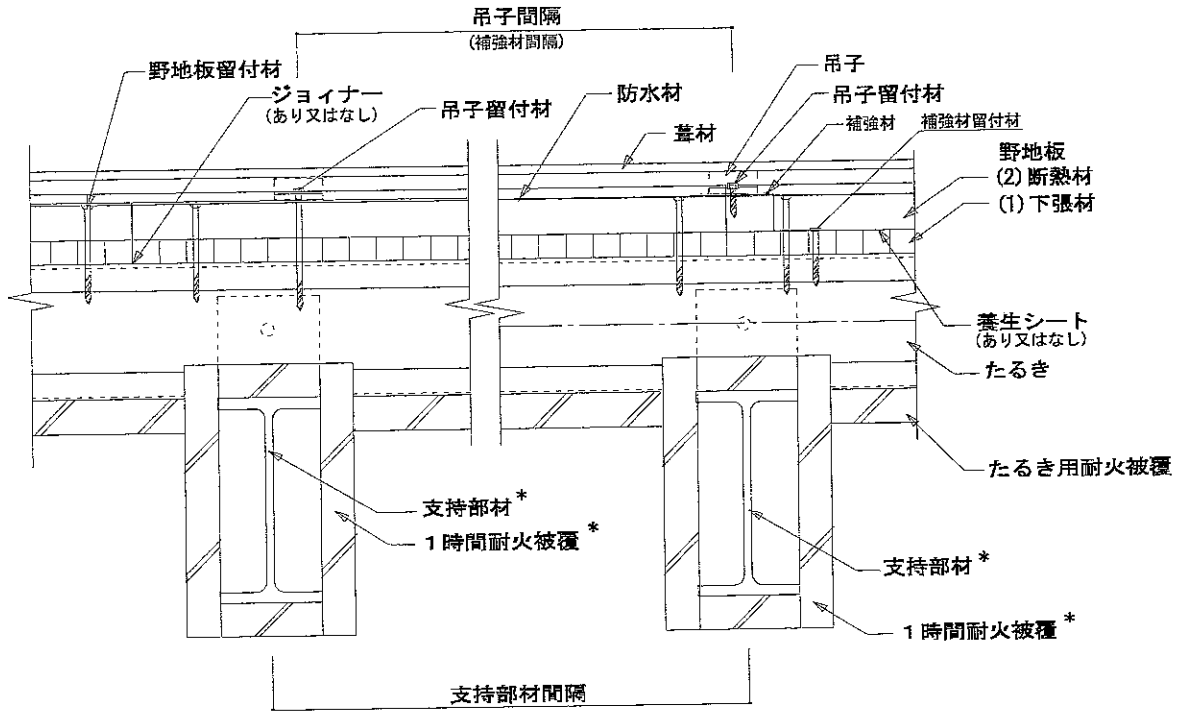 吊子間隔
(補強材間隔)
野地板留付材
ジョイナー
(あり又はなし)
吊子留付材
防水材
葺材
吊子
吊子留付材
補強材
補強材留付材
野地板
(2) 断熱材
(1) 下張材
養生シート
(あり又はなし)
たるき
たるき用耐火被覆
支持部材*
1時間耐火被覆*
支持部材*
1時間耐火被覆*
支持部材間隔